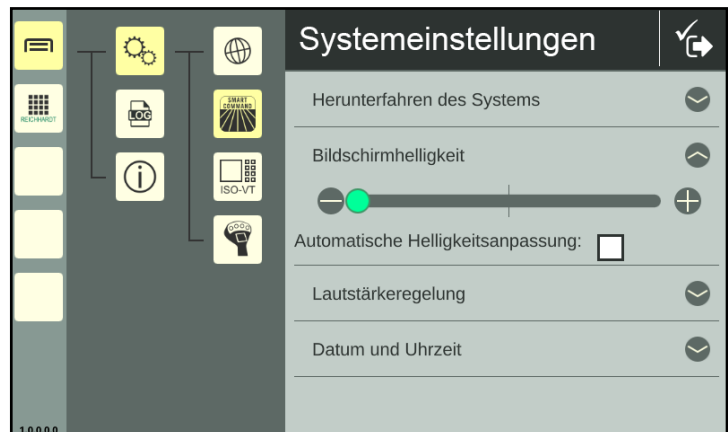 Systemeinstellungen
REICHHARDT
LOG
SMART
COMMAND
ISO-VT
Herunterfahren des Systems
Bildschirmhelligkeit
Automatische Helligkeitsanpassung:
Lautstärkeregelung
Datum und Uhrzeit